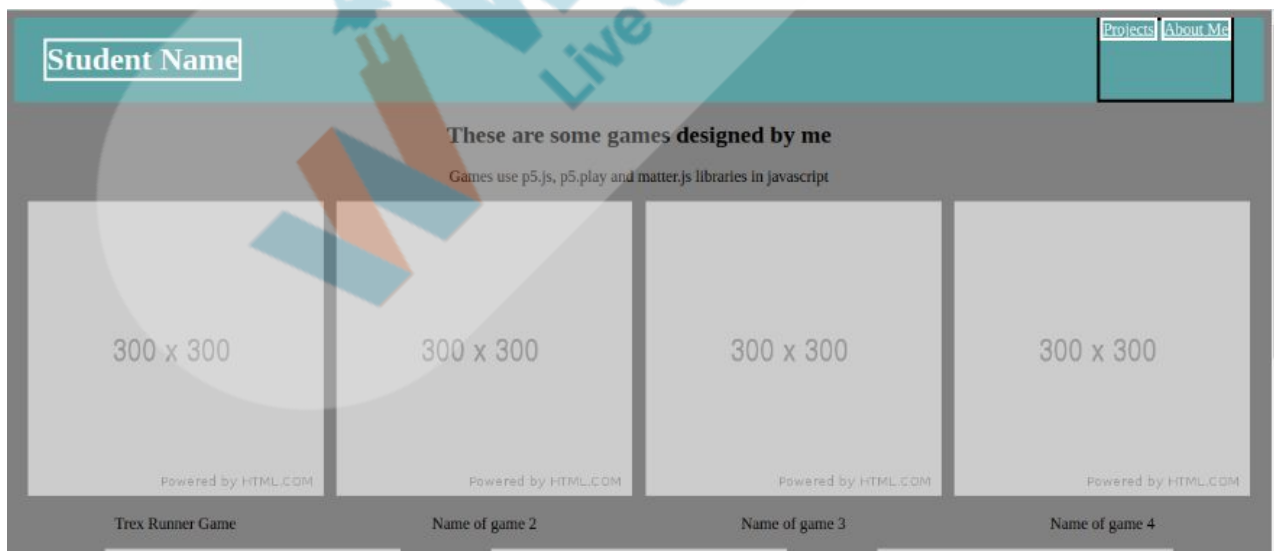 Student Name
Projects About Me
These are some games designed by me
Games use p5.js, p5.play and matter.js libraries in javascript
300 x 300 300 x 300 300 x 300 300 x 300
Powered by HTML.COM Powered by HTML.COM Powered by HTML.COM Powered by HTML.COM
Trex Runner Game Name of game 2 Name of game 3 Name of game 4
Live